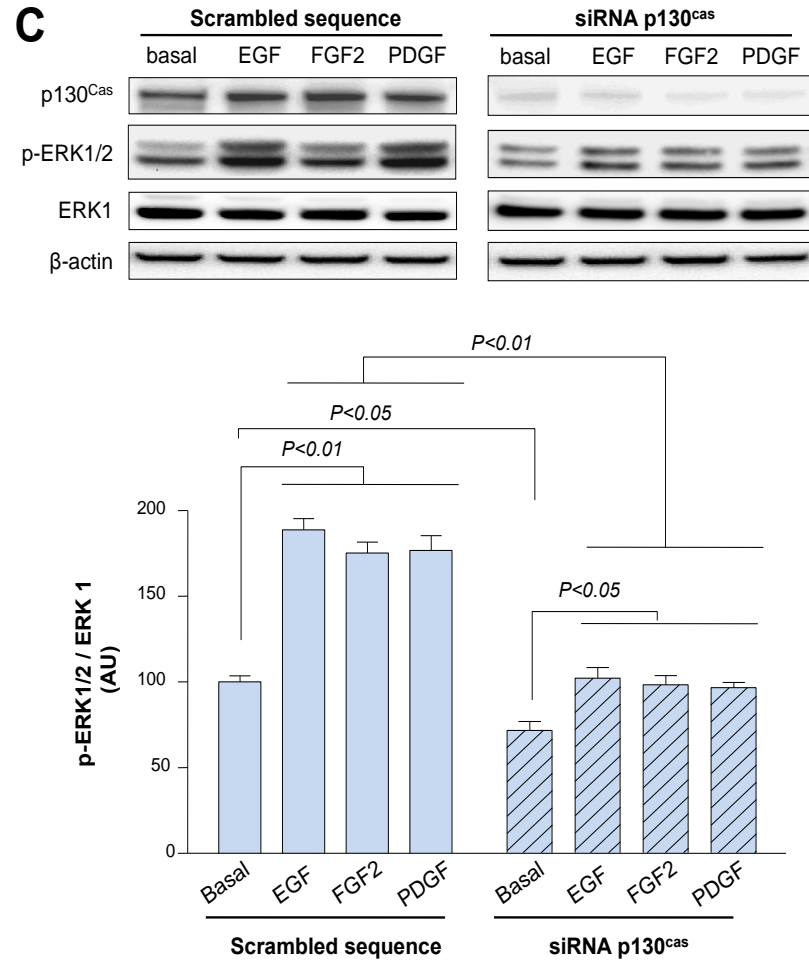 C
Scrambled sequence siRNA p130cas
basal EGF FGF2 PDGF basal EGF FGF2 PDGF
p130Cas
p-ERK1/2
ERK1
β-actin
P<0.01
P<0.05
P<0.01
P<0.05
p-ERK1/2 / ERK 1
(AU)
200
150
100
50
0
Basal EGF FGF2 PDGF Basal EGF FGF2 PDGF
Scrambled sequence siRNA p130cas